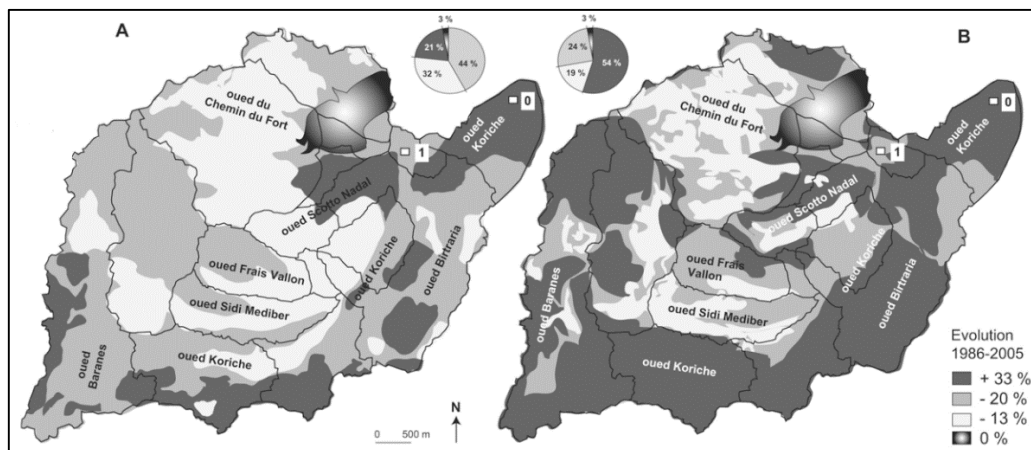 A
3 %
21 %
44 %
32 %
3 %
24 %
54 %
19 %
B
oued du
Chemin du Fort
oued
Koriche
0
1
oued Scotto Nadal
oued Frais Vallon
oued Koriche
oued Birtraria
oued Sidi Mediber
oued Koriche
oued
Baranes
0 500 m
N
oued du
Chemin du Fort
oued
Koriche
0
1
oued Scotto Nadal
oued Frais
Vallon
oued Koriche
oued Birtraria
oued Sidi Mediber
oued Baranes
oued Koriche
Evolution
1986-2005
+ 33 %
- 20 %
- 13 %
0 %